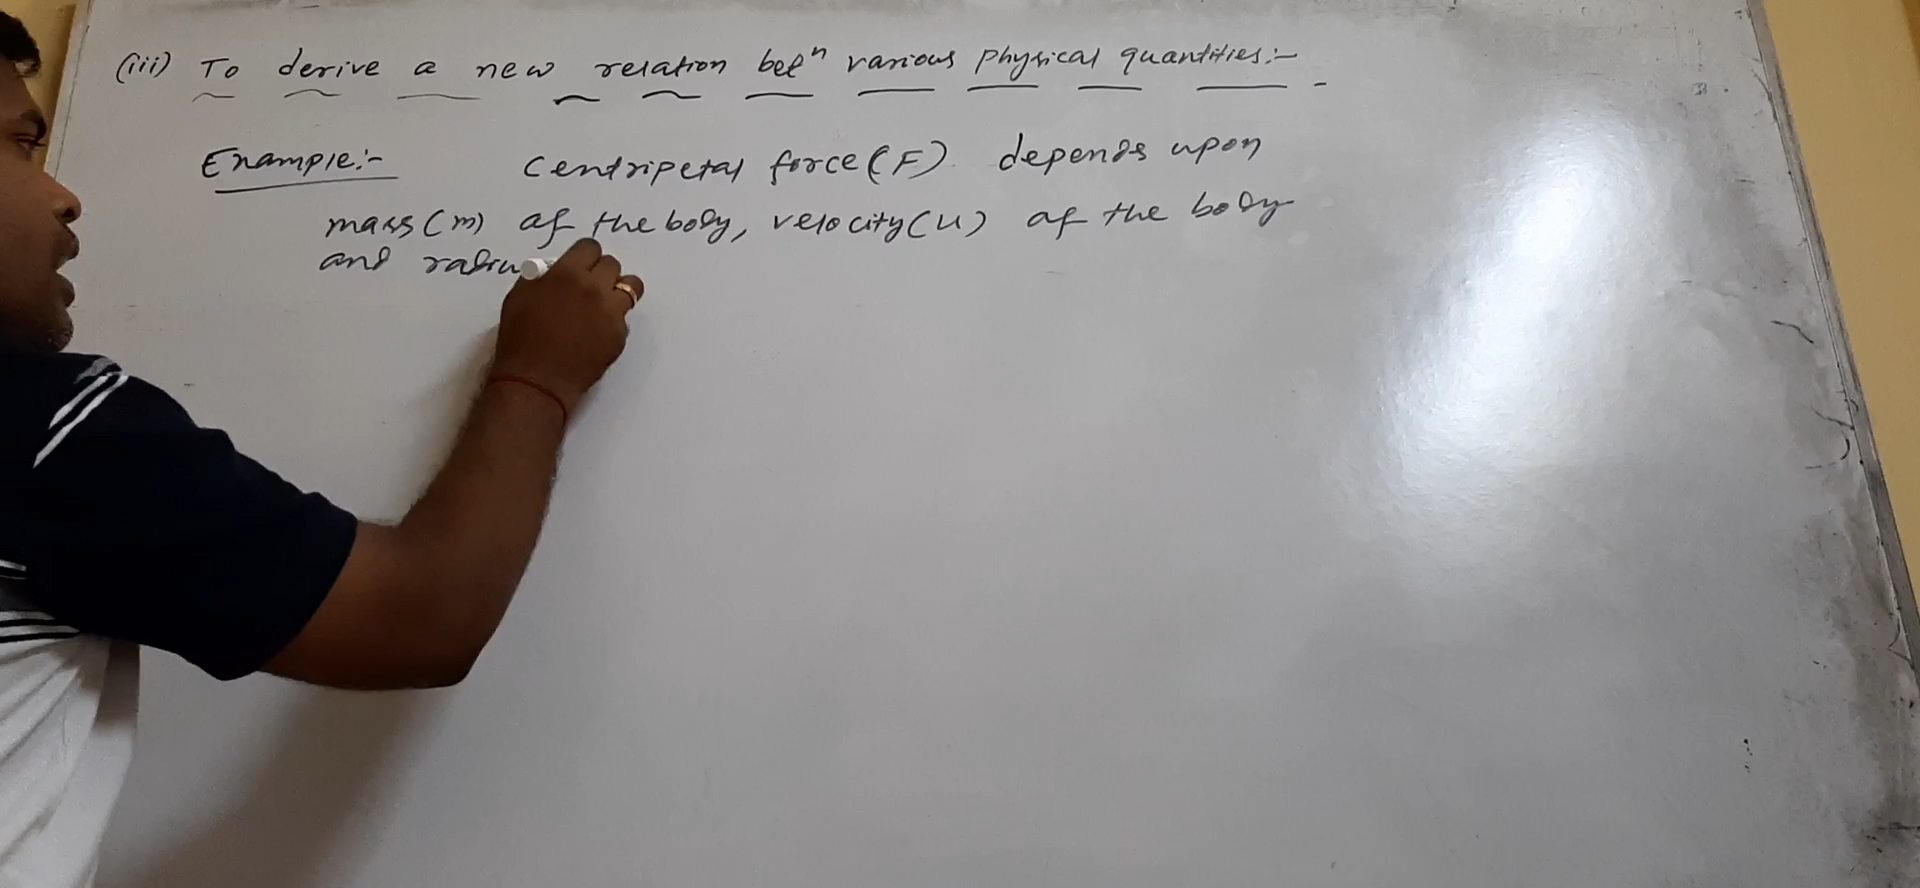 (iii) To derive a new relation betⁿ various physical quantities:-
Example:- Centripetal force (F) depends upon
mass (m) of the body, velocity (u) of the body
and radiu